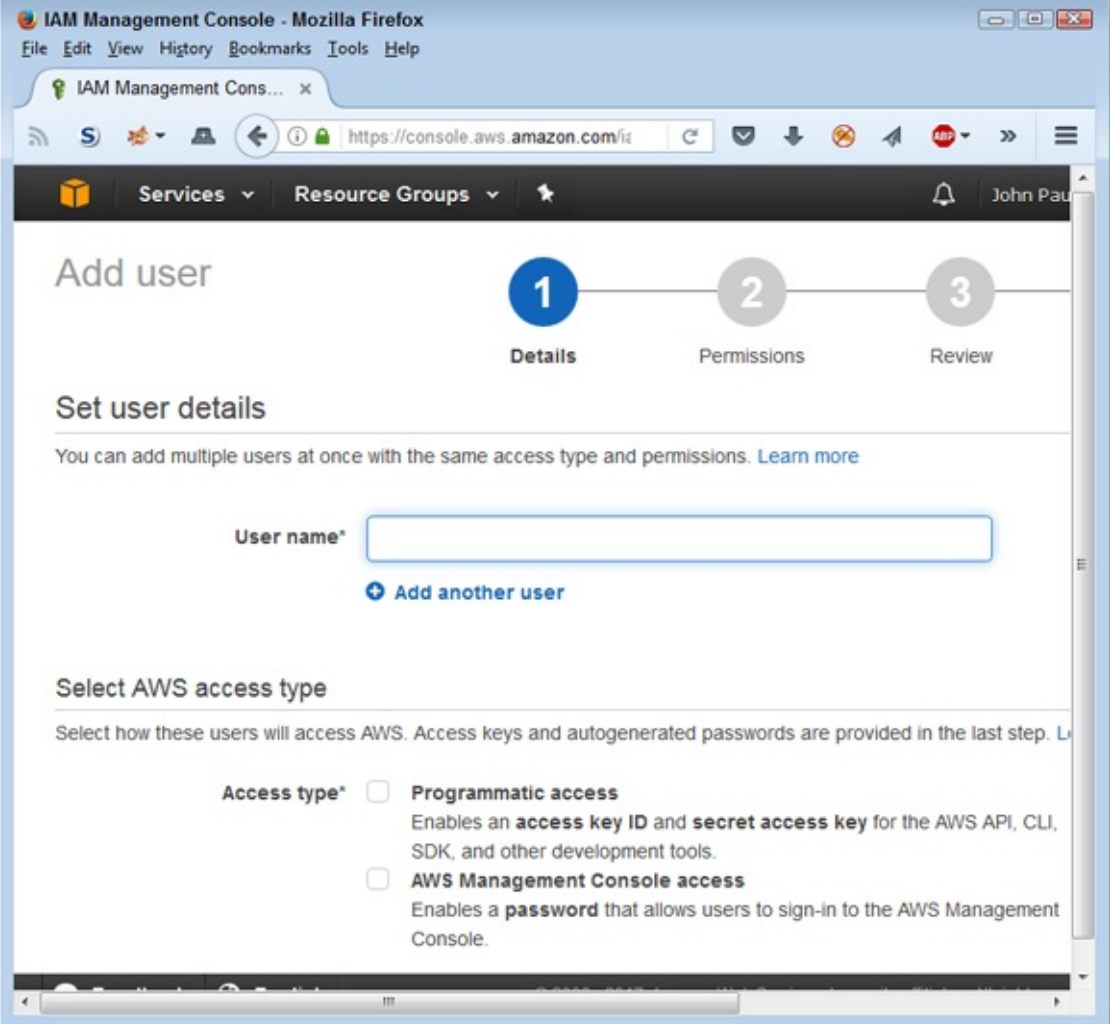 IAM Management Console - Mozilla Firefox
File Edit View History Bookmarks Tools Help
IAM Management Cons... ×
https://console.aws.amazon.com/ia
ABP
Services Resource Groups John Pau
Add user
1 2 3
Details Permissions Review
Set user details
You can add multiple users at once with the same access type and permissions. Learn more
User name*
Add another user
Select AWS access type
Select how these users will access AWS. Access keys and autogenerated passwords are provided in the last step. L
Access type* Programmatic access
Enables an access key ID and secret access key for the AWS API, CLI,
SDK, and other development tools.
AWS Management Console access
Enables a password that allows users to sign-in to the AWS Management
Console.